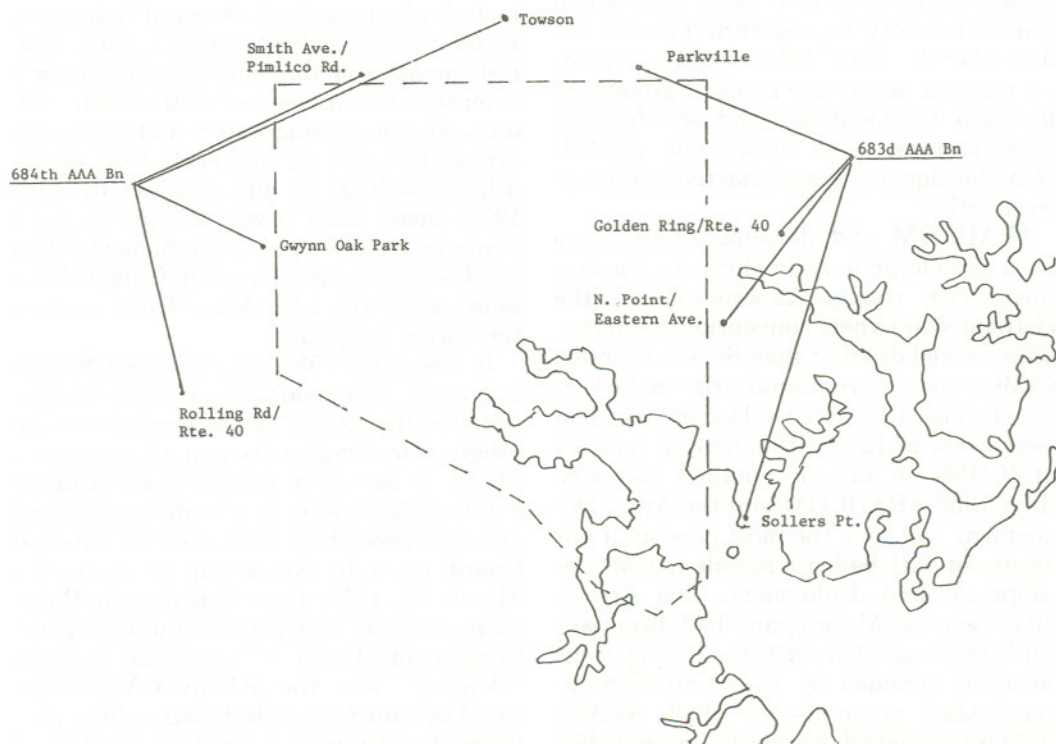 Towson
Smith Ave./
Pimlico Rd.
Parkville
684th AAA Bn
683d AAA Bn
Gwynn Oak Park
Golden Ring/Rte. 40
N. Point/
Eastern Ave.
Rolling Rd/
Rte. 40
Sollers Pt.